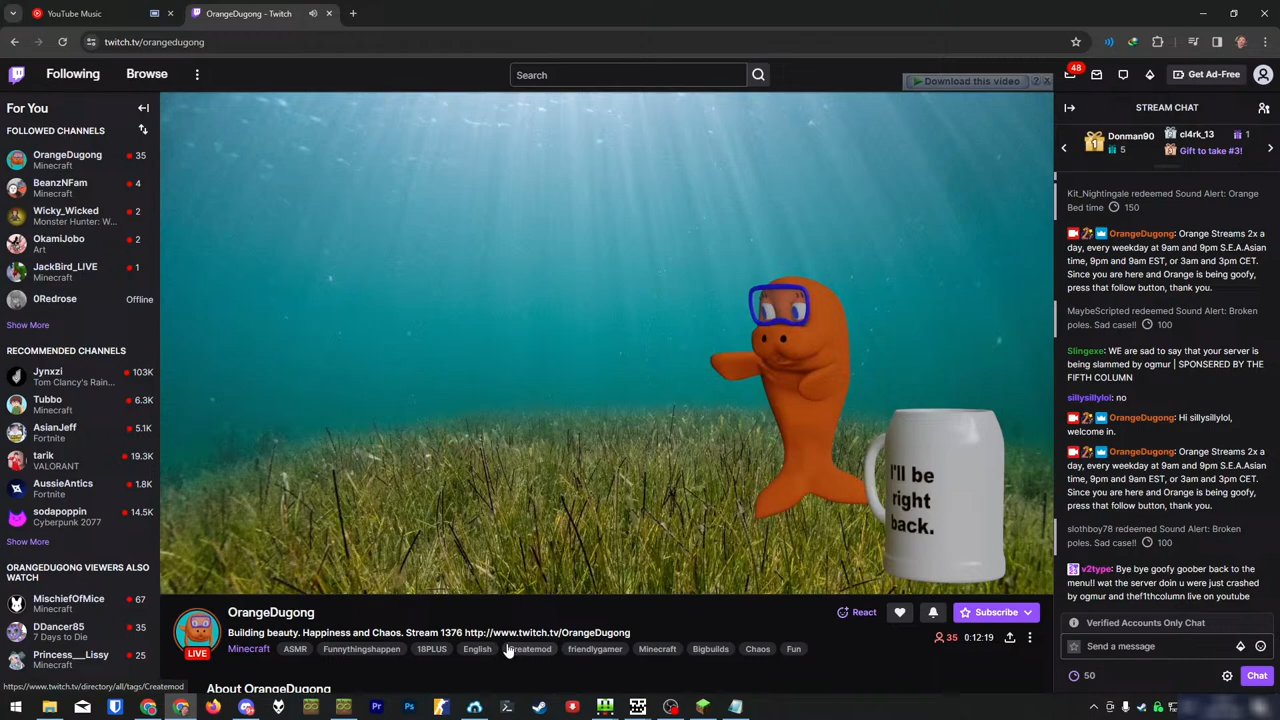 YouTube Music
OrangeDugong - Twitch
twitch.tv/orangedugong
Following
Browse
Search
48
Get Ad-Free
Download this video
?
For You
FOLLOWED CHANNELS
OrangeDugong
35
Minecraft
BeanzNFam
4
Minecraft
Wicky_Wicked
2
Monster Hunter: W...
OkamiJobo
2
Art
JackBird_LIVE
1
Minecraft
0Redrose
Offline
Show More
RECOMMENDED CHANNELS
Jynxzi
103K
Tom Clancy's Rain...
Tubbo
6.3K
Minecraft
AsianJeff
5.1K
Fortnite
tarik
19.3K
VALORANT
AussieAntics
1.8K
Fortnite
sodapoppin
14.5K
Cyberpunk 2077
Show More
ORANGEDUGONG VIEWERS ALSO
WATCH
MischiefOfMice
67
Minecraft
DDancer85
35
7 Days to Die
Princess___Lissy
Minecraft
https://www.twitch.tv/directory/all/tags/Createmod
I'll be
right
back.
OrangeDugong
React
Subscribe
Building beauty. Happiness and Chaos. Stream 1376 http://www.twitch.tv/OrangeDugong
35
0:12:19
LIVE
Minecraft
ASMR
Funnythingshappen
18PLUS
English
Createmod
friendlygamer
Minecraft
Bigbuilds
Chaos
Fun
About OrangeDugong
STREAM CHAT
1
Donman90
5
cl4rk_13
1
Gift to take #3!
Kit_Nightingale redeemed Sound Alert: Orange
Bed time 150
OrangeDugong: Orange Streams 2x a
day, every weekday at 9am and 9pm S.E.Asian
time, 9pm and 9am EST, or 3am and 3pm CET.
Since you are here and Orange is being goofy,
press that follow button, thank you.
MaybeScripted redeemed Sound Alert: Broken
poles. Sad case!! 100
Slingexe: WE are sad to say that your server is
being slammed by ogmur | SPONSERED BY THE
FIFTH COLUMN
sillysillylol: no
OrangeDugong: Hi sillysillylol,
welcome in.
OrangeDugong: Orange Streams 2x a
day, every weekday at 9am and 9pm S.E.Asian
time, 9pm and 9am EST, or 3am and 3pm CET.
Since you are here and Orange is being goofy,
press that follow button, thank you.
slothboy78 redeemed Sound Alert: Broken
poles. Sad case!! 100
v2type: Bye bye goofy goober back to the
menu!! wat the server doin u were just crashed
by ogmur and thef1fthcolumn live on youtube
Verified Accounts Only Chat
Send a message
50
Chat